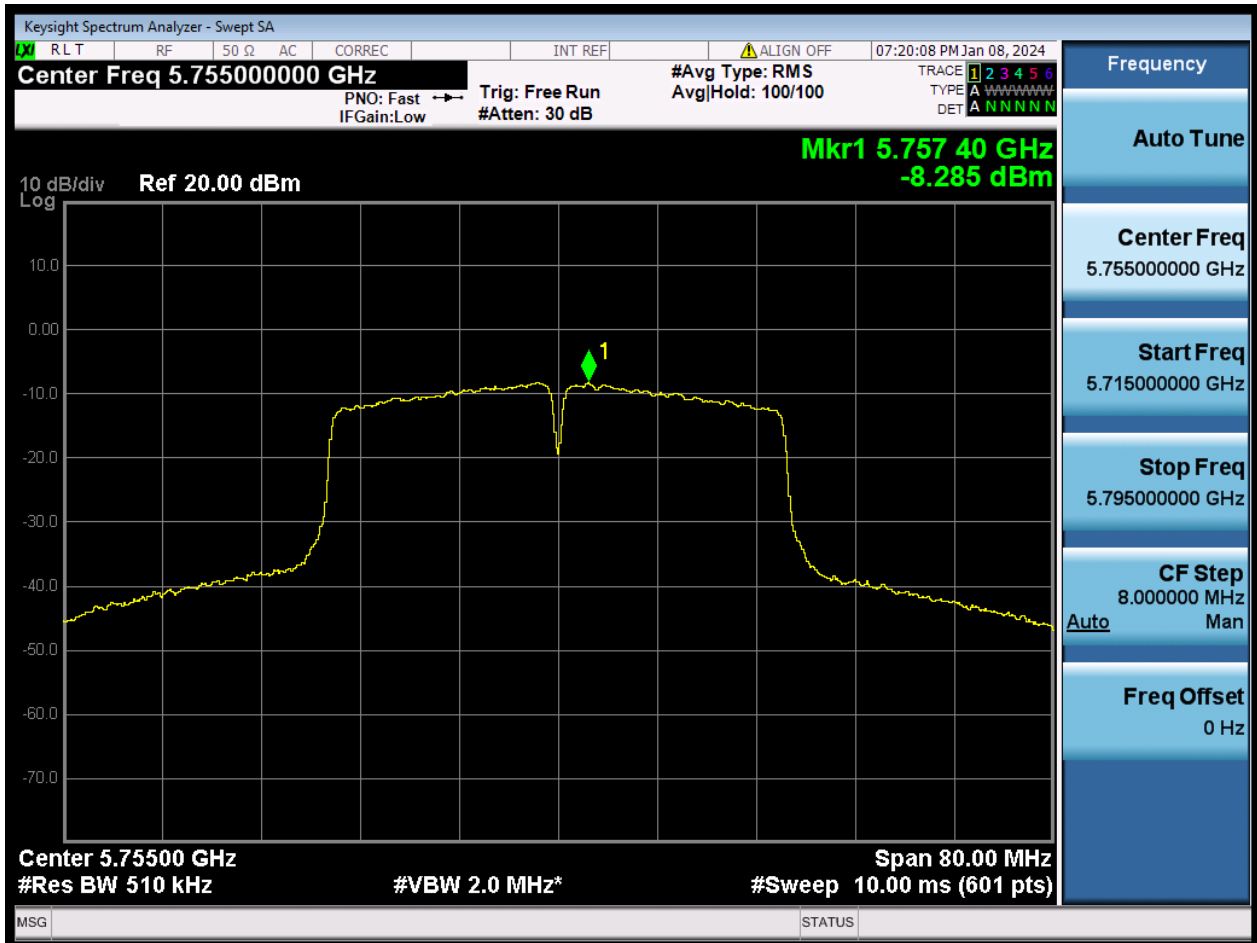 Keysight Spectrum Analyzer - Swept SA
LXI RLT RF 50 Ω AC CORREC INT REF ALIGN OFF 07:20:08 PM Jan 08, 2024
Center Freq 5.755000000 GHz
PNO: Fast
IFGain:Low
Trig: Free Run
#Atten: 30 dB
#Avg Type: RMS
Avg|Hold: 100/100
TRACE 1 2 3 4 5 6
TYPE A WWWWW
DET A N N N N N
Mkr1 5.757 40 GHz
-8.285 dBm
10 dB/div Ref 20.00 dBm
Log
10.0
0.00
-10.0
-20.0
-30.0
-40.0
-50.0
-60.0
-70.0
1
Center 5.75500 GHz Span 80.00 MHz
#Res BW 510 kHz #VBW 2.0 MHz* #Sweep 10.00 ms (601 pts)
MSG STATUS
Frequency
Auto Tune
Center Freq
5.755000000 GHz
Start Freq
5.715000000 GHz
Stop Freq
5.795000000 GHz
CF Step
8.000000 MHz
Auto Man
Freq Offset
0 Hz